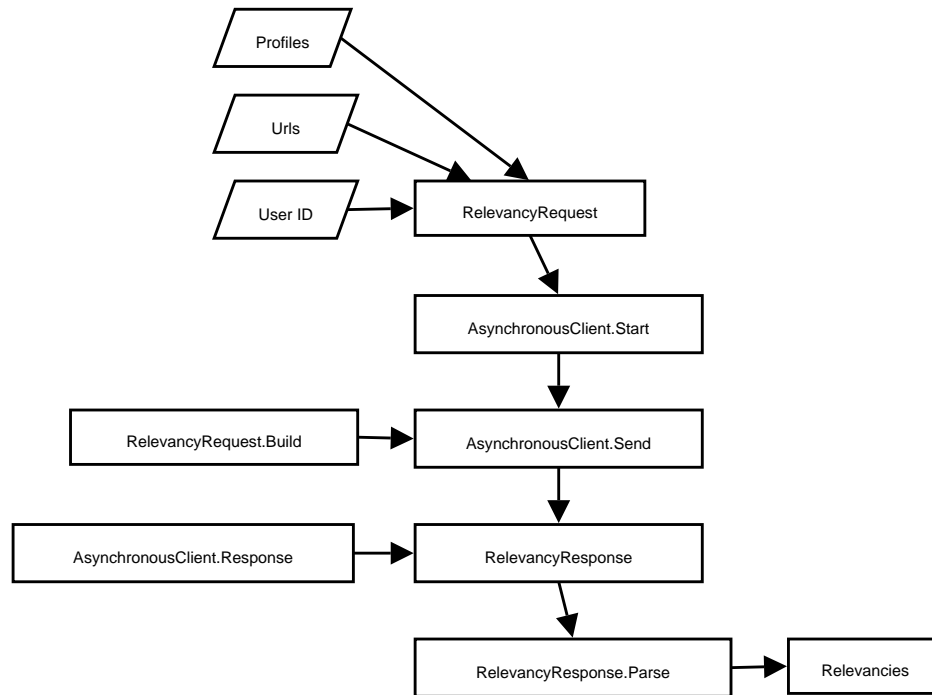 Profiles
Urls
User ID
RelevancyRequest
AsynchronousClient.Start
RelevancyRequest.Build
AsynchronousClient.Send
AsynchronousClient.Response
RelevancyResponse
RelevancyResponse.Parse
Relevancies